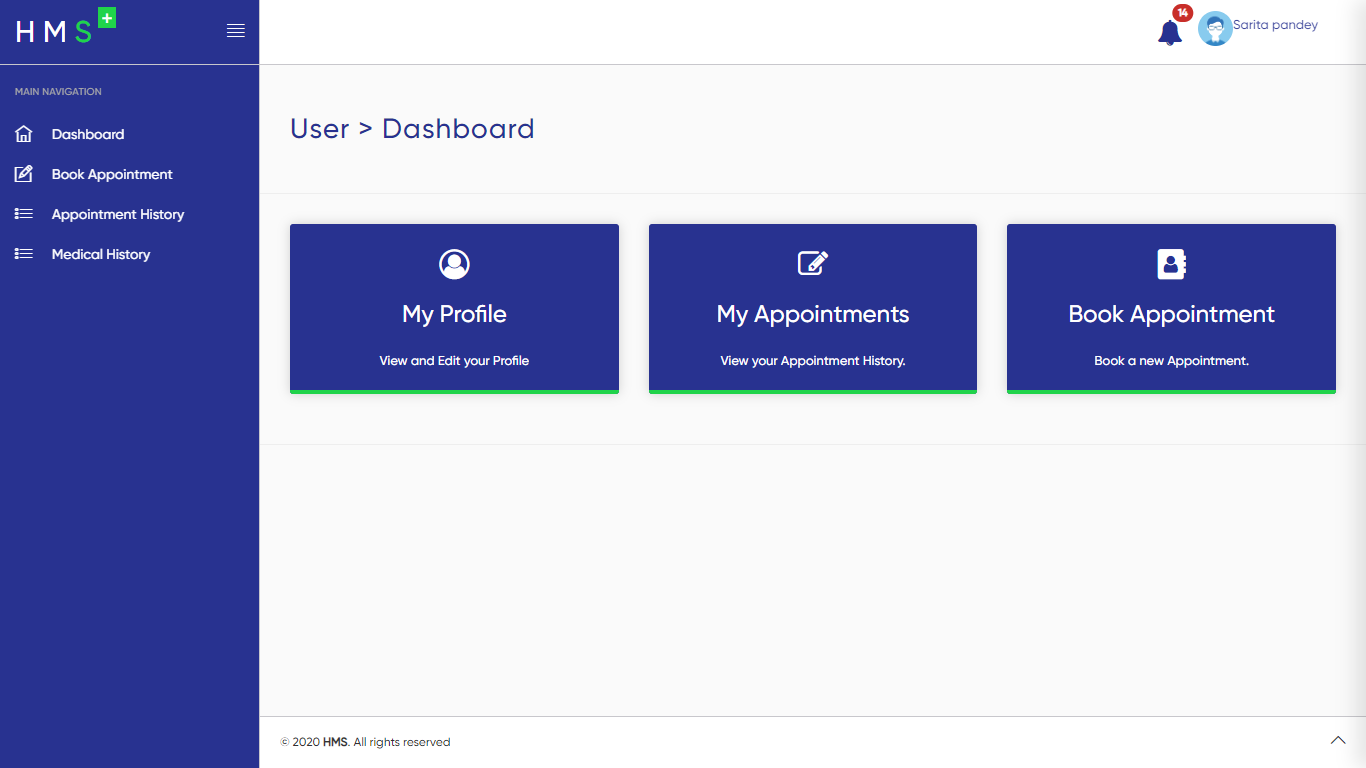 HMS+
14
Sarita pandey
MAIN NAVIGATION
Dashboard
Book Appointment
Appointment History
Medical History
User > Dashboard
My Profile
View and Edit your Profile
My Appointments
View your Appointment History.
Book Appointment
Book a new Appointment.
© 2020 HMS. All rights reserved